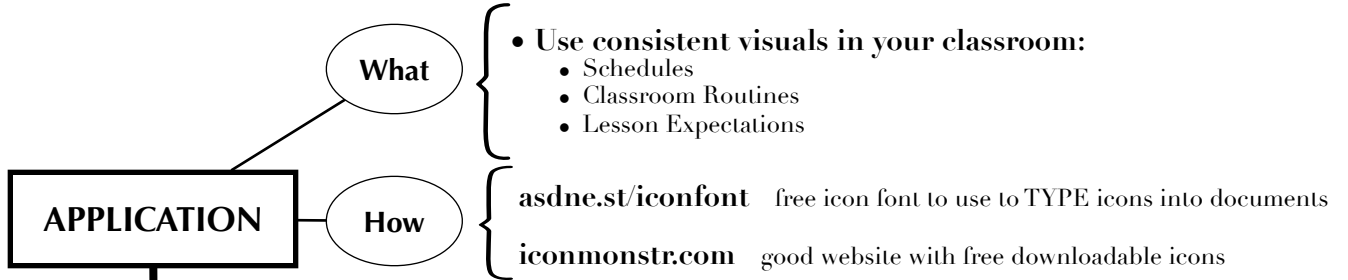 What
• Use consistent visuals in your classroom:
• Schedules
• Classroom Routines
• Lesson Expectations
APPLICATION
How
asdne.st/iconfont free icon font to use to TYPE icons into documents
iconmonstr.com good website with free downloadable icons